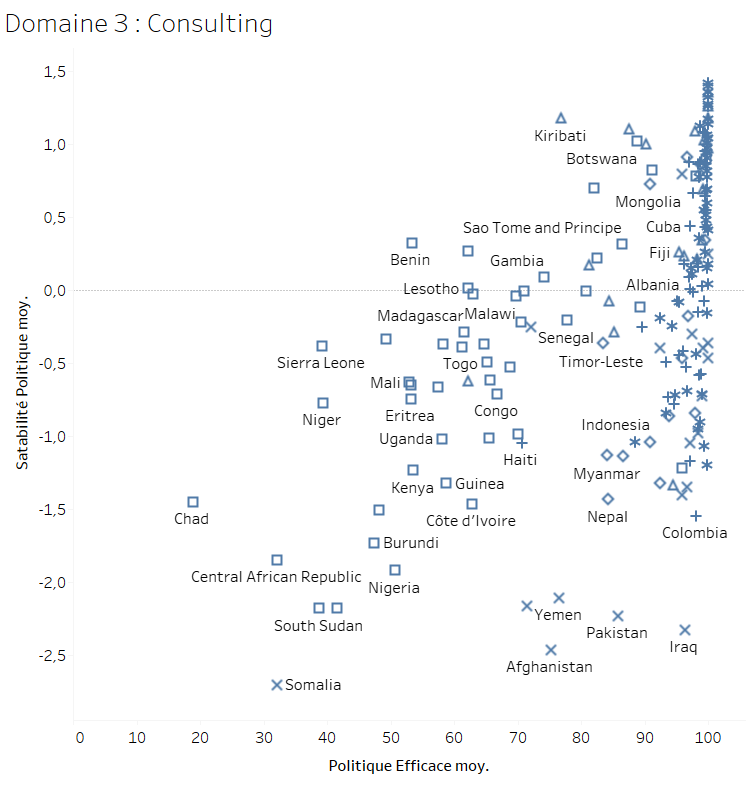 Domaine 3 : Consulting
1,5
1,0
0,5
0,0
-0,5
-1,0
-1,5
-2,0
-2,5
Satabilité Politique moy.
Kiribati
Botswana
Mongolia
Sao Tome and Principe
Cuba
Benin
Gambia
Fiji
Lesotho
Albania
Madagascar
Malawi
Senegal
Sierra Leone
Togo
Timor-Leste
Mali
Niger
Eritrea
Congo
Indonesia
Uganda
Haiti
Kenya
Guinea
Myanmar
Chad
Côte d'Ivoire
Nepal
Colombia
Burundi
Central African Republic
Nigeria
South Sudan
Yemen
Pakistan
Iraq
Afghanistan
Somalia
0 10 20 30 40 50 60 70 80 90 100
Politique Efficace moy.